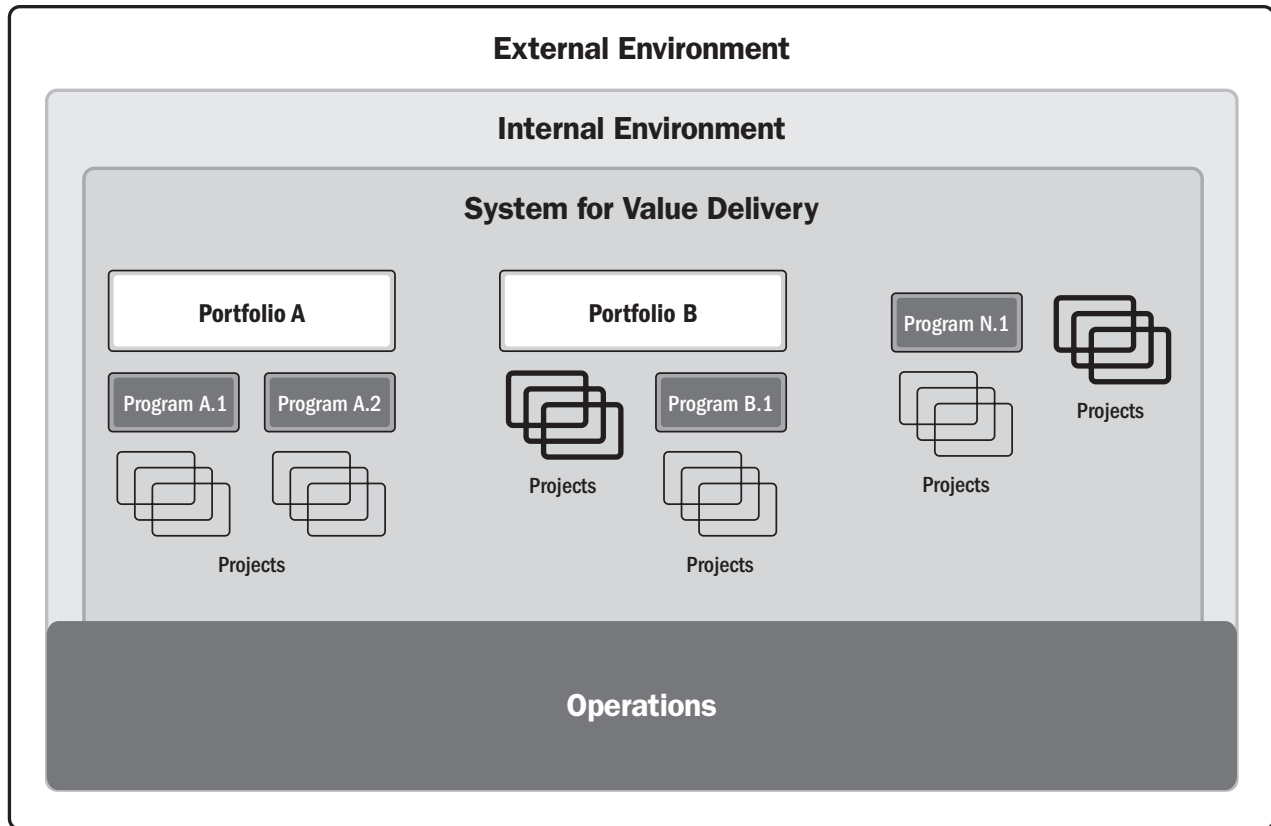 External Environment
Internal Environment
System for Value Delivery
Portfolio A
Portfolio B
Program N.1
Projects
Program A.1
Program A.2
Program B.1
Projects
Projects
Projects
Projects
Operations